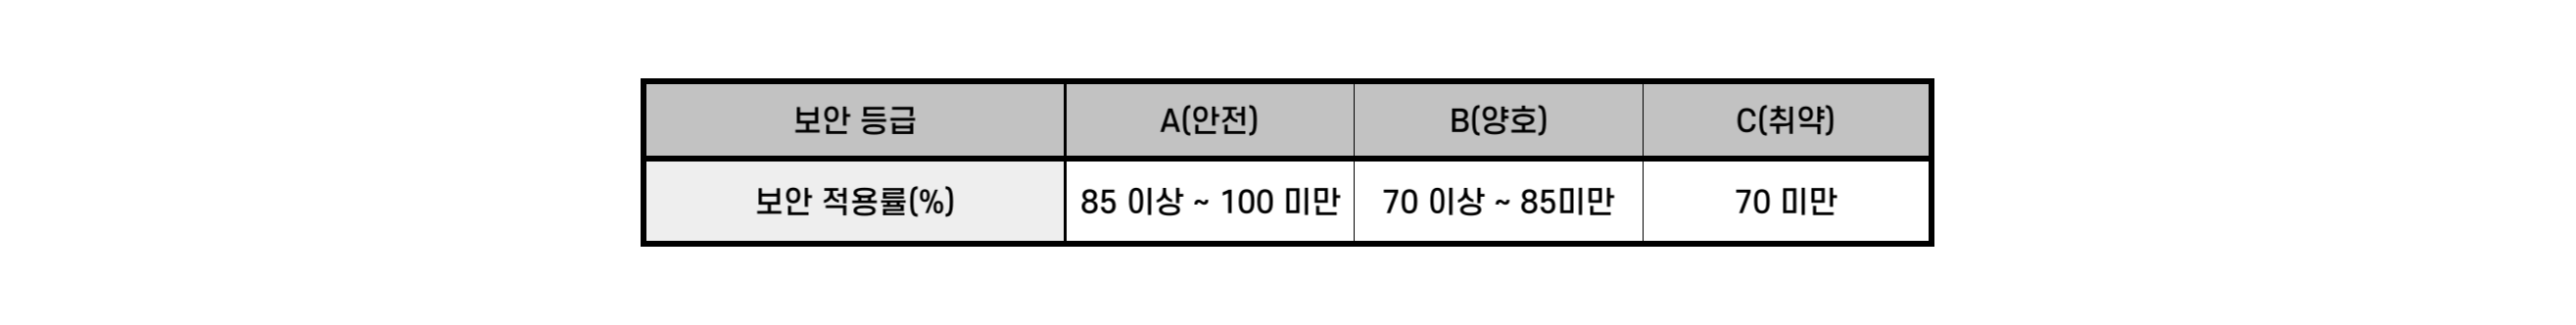 보안 등급 A(안전) B(양호) C(취약)
보안 적용률(%) 85 이상 ~ 100 미만 70 이상 ~ 85미만 70 미만